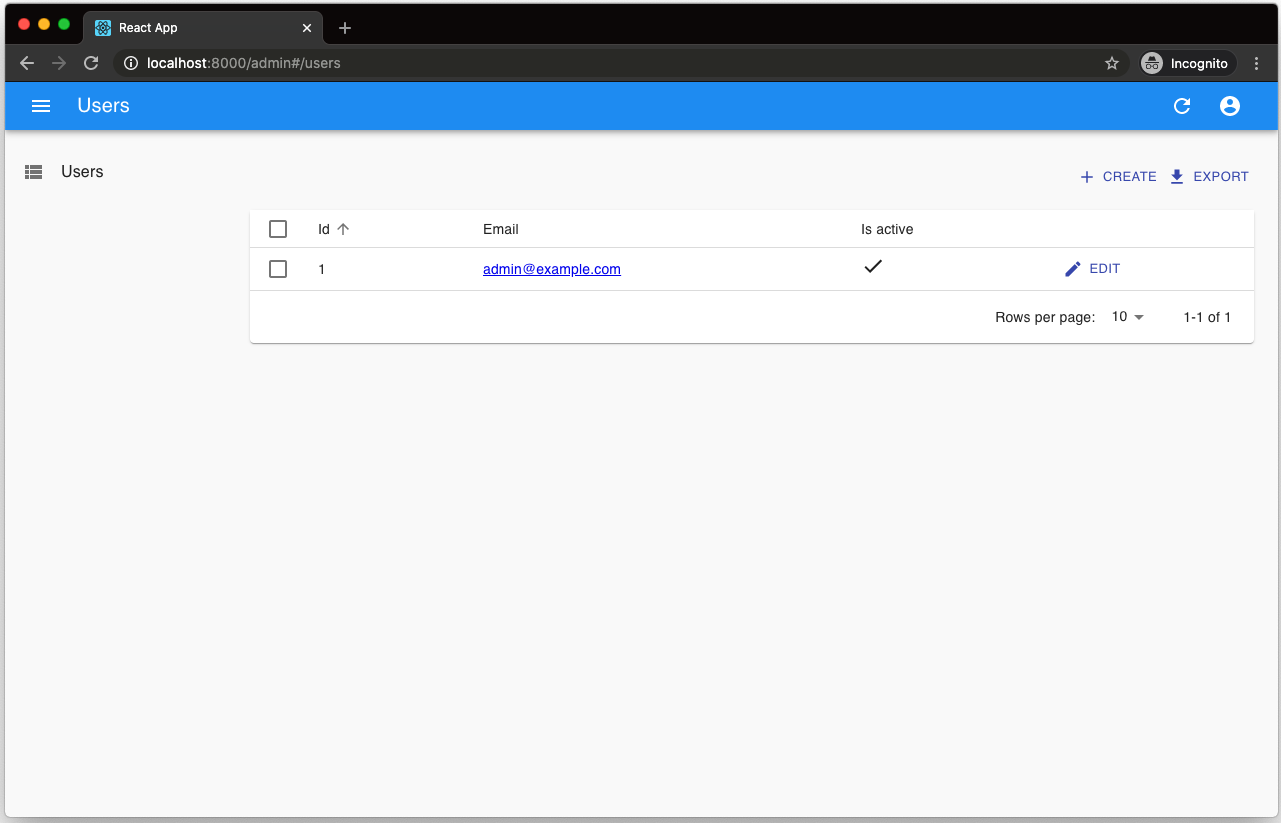 React App
localhost:8000/admin#/users
Incognito
Users
Users
CREATE
EXPORT
Id
Email
Is active
1
admin@example.com
EDIT
Rows per page: 10
1-1 of 1